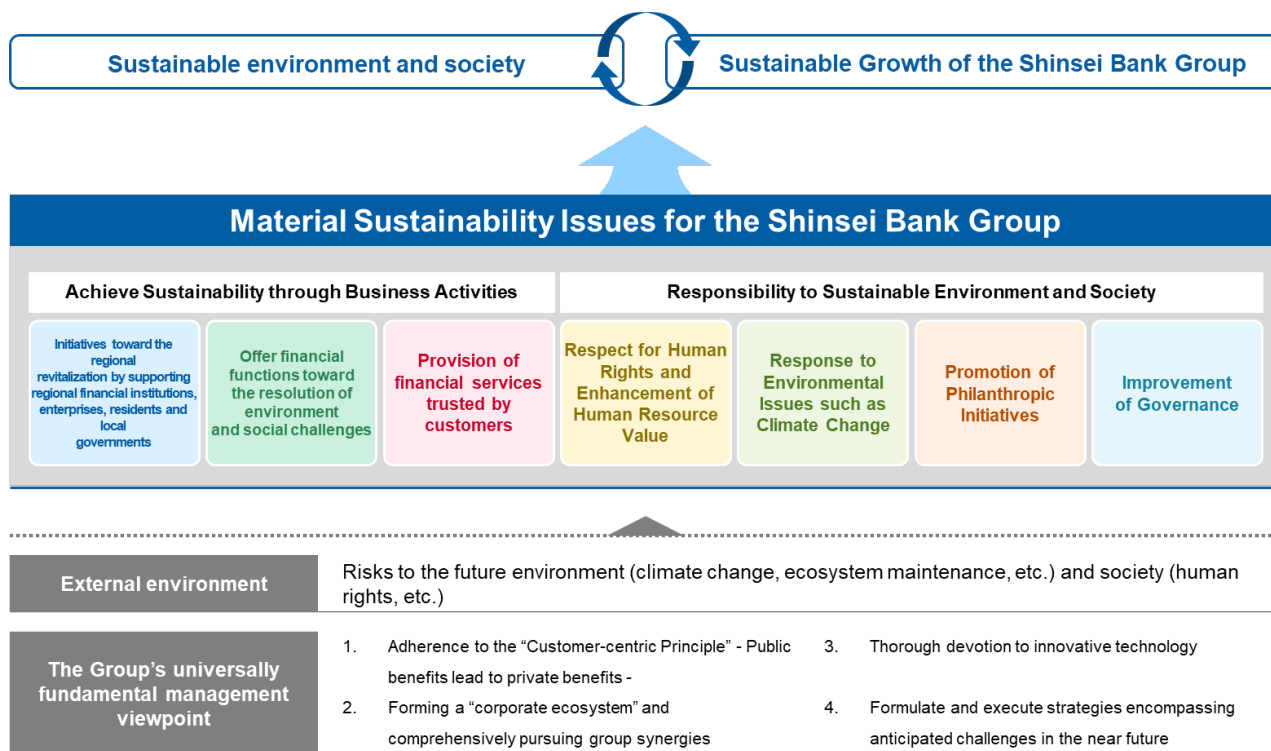 Sustainable environment and society
Sustainable Growth of the Shinsei Bank Group
Material Sustainability Issues for the Shinsei Bank Group
Achieve Sustainability through Business Activities
Responsibility to Sustainable Environment and Society
Initiatives toward the
regional
revitalization by supporting
regional financial institutions,
enterprises, residents and
local
governments
Offer financial
functions toward
the resolution of
environment
and social challenges
Provision of
financial services
trusted by
customers
Respect for Human
Rights and
Enhancement of
Human Resource
Value
Response to
Environmental
Issues such as
Climate Change
Promotion of
Philanthropic
Initiatives
Improvement
of Governance
External environment
Risks to the future environment (climate change, ecosystem maintenance, etc.) and society (human
rights, etc.)
The Group’s universally
fundamental management
viewpoint
1. Adherence to the “Customer-centric Principle” - Public
benefits lead to private benefits -
2. Forming a “corporate ecosystem” and
comprehensively pursuing group synergies
3. Thorough devotion to innovative technology
4. Formulate and execute strategies encompassing
anticipated challenges in the near future